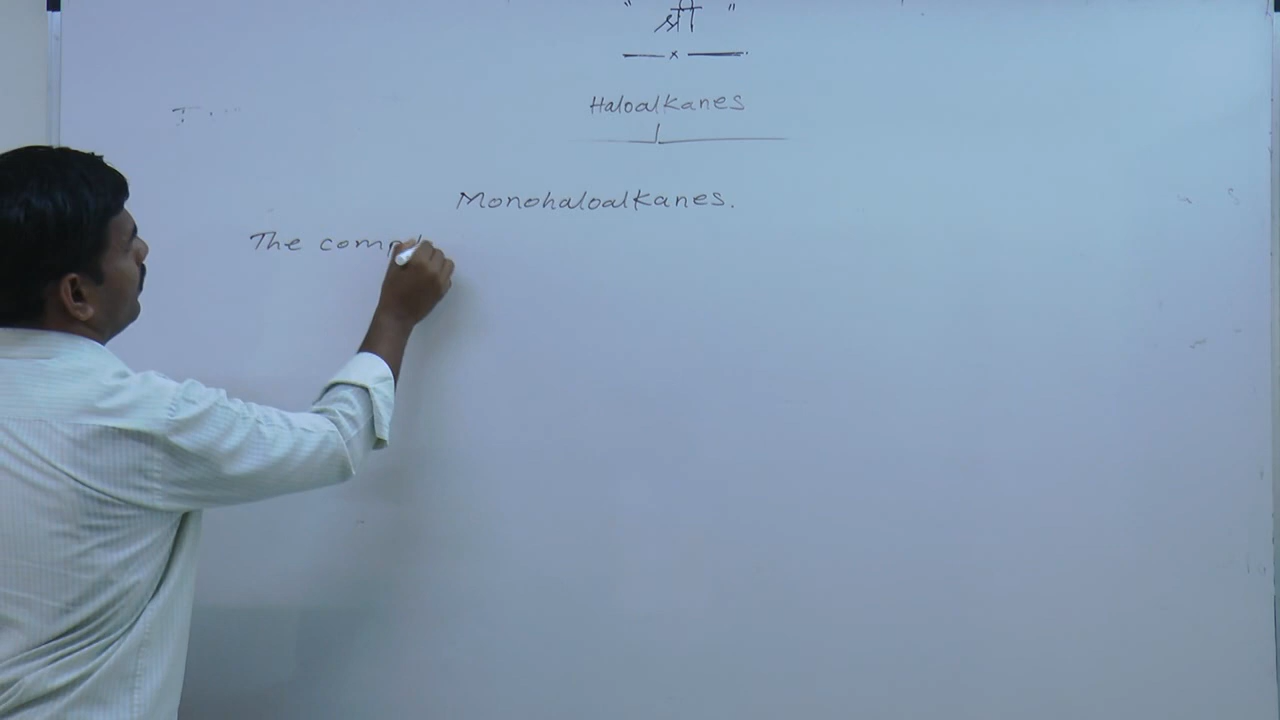 " श्री "
Haloalkanes
Monohaloalkanes.
The comp